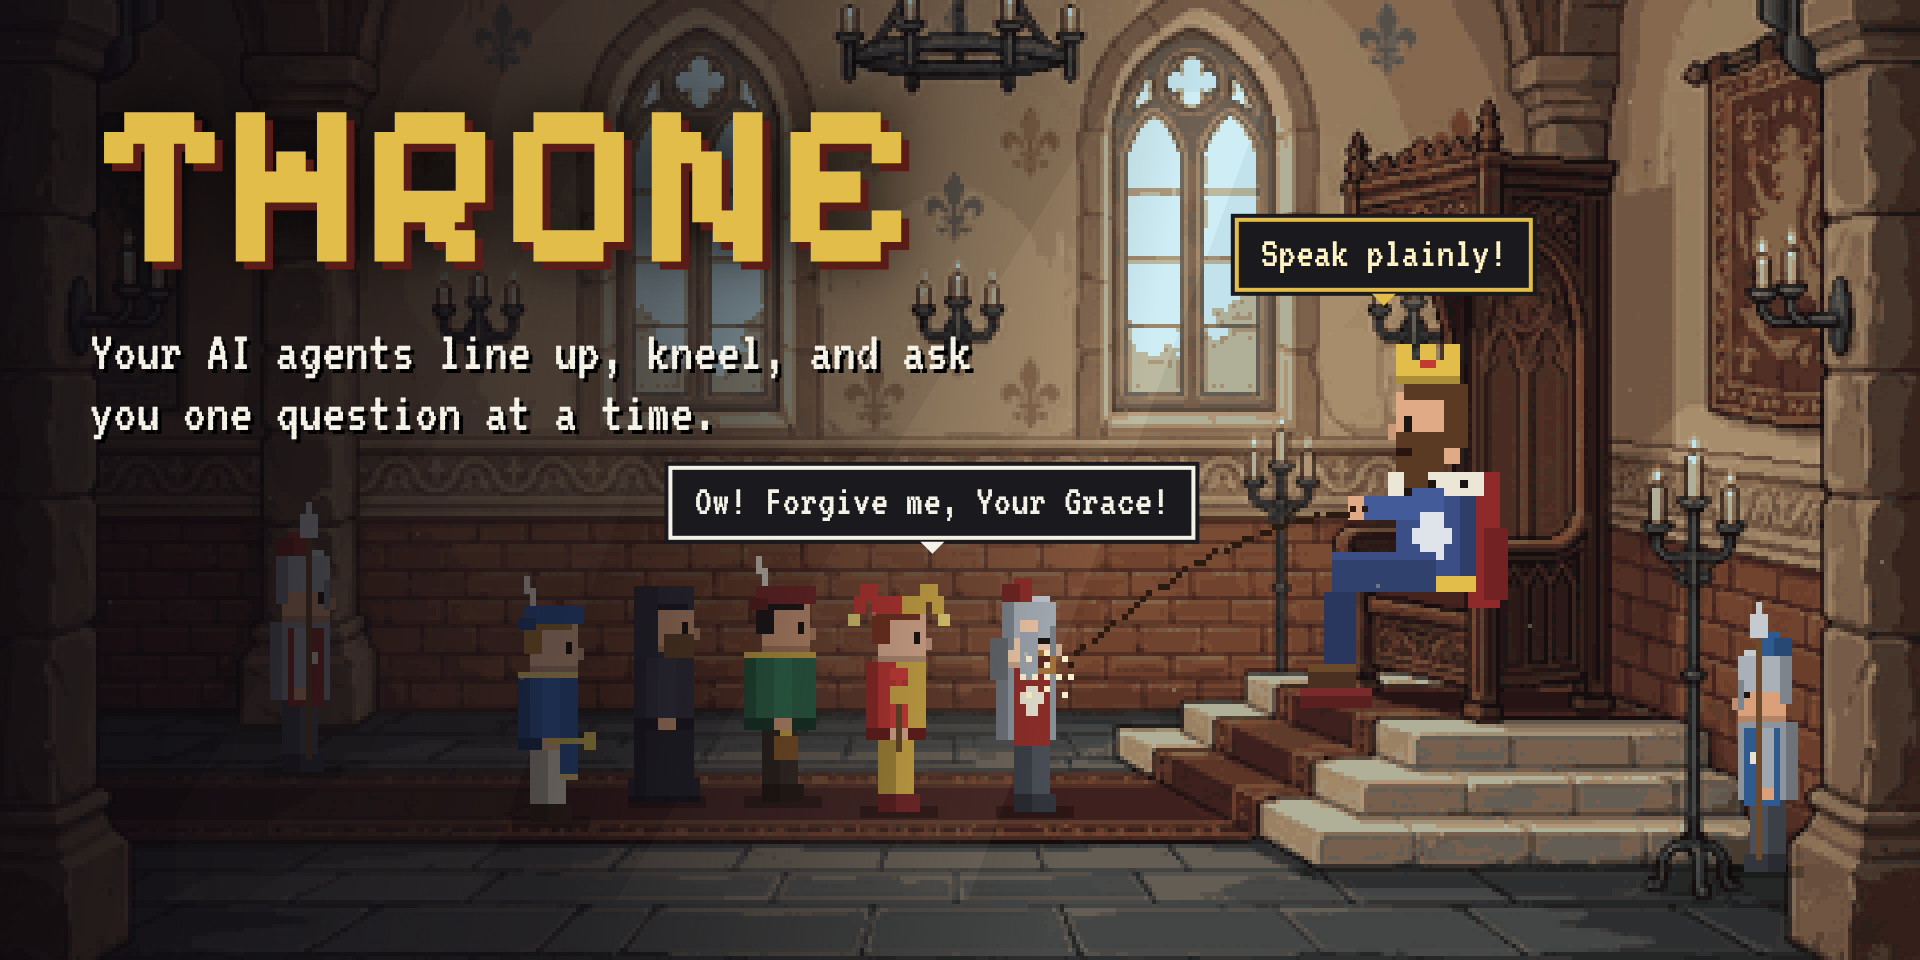 THRONE
Your AI agents line up, kneel, and ask
you one question at a time.
Speak plainly!
Ow! Forgive me, Your Grace!